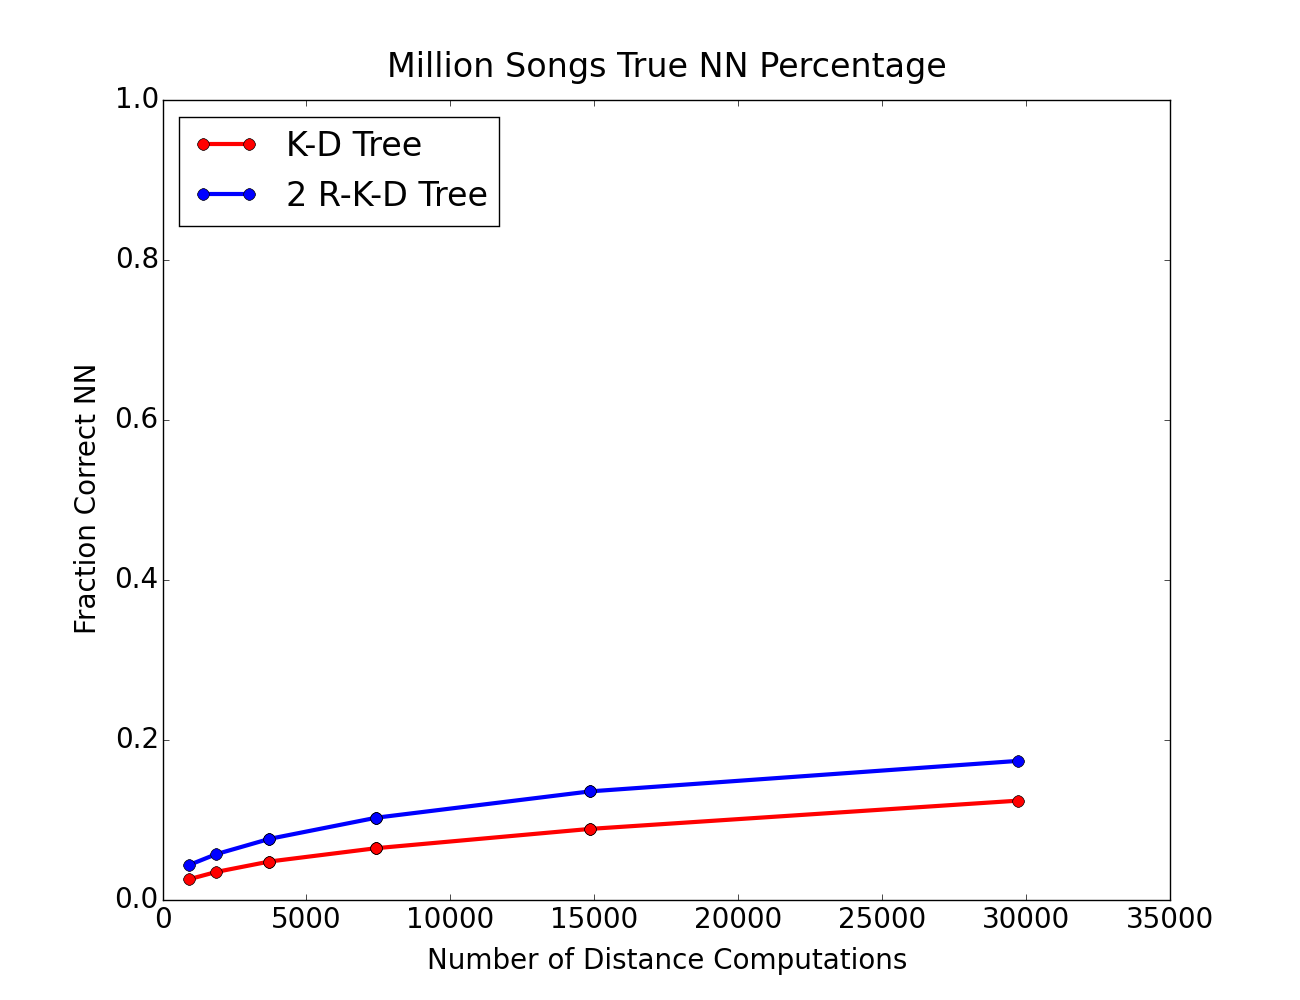 Million Songs True NN Percentage
K-D Tree
2 R-K-D Tree
1.0
0.8
0.6
0.4
0.2
0.0
Fraction Correct NN
0 5000 10000 15000 20000 25000 30000 35000
Number of Distance Computations